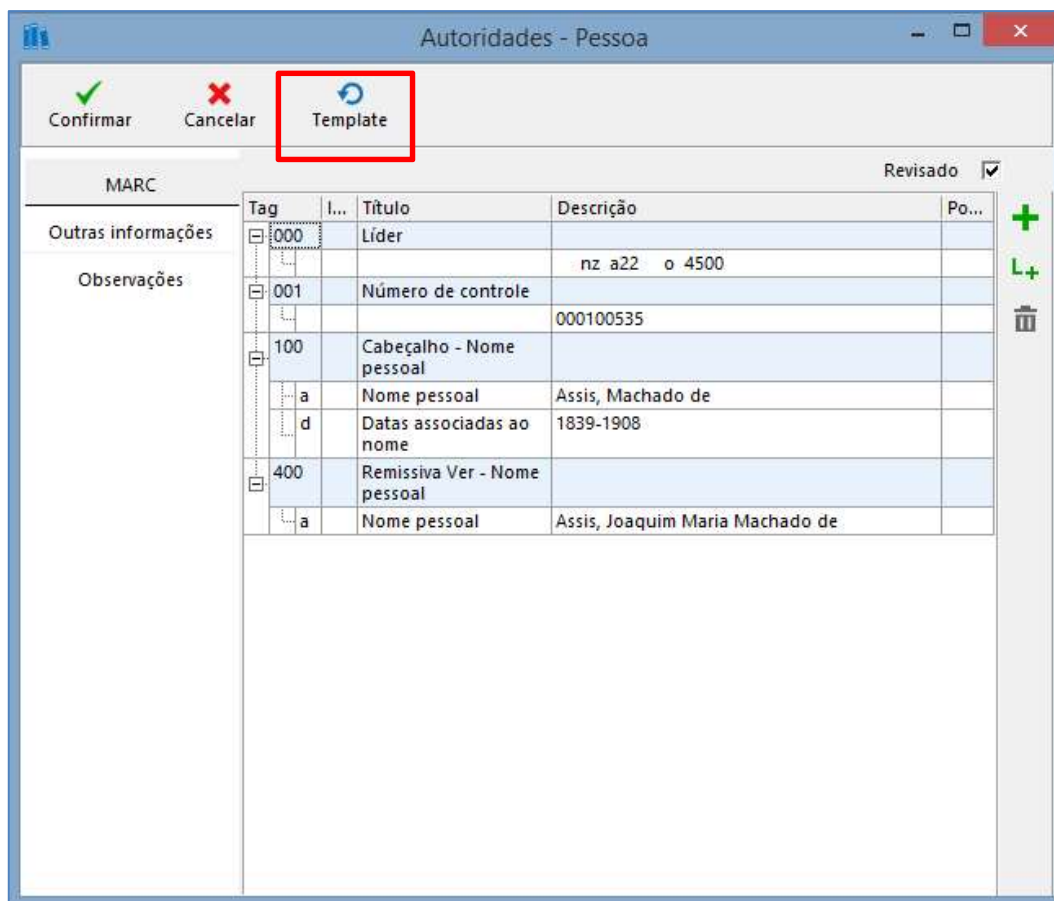 Autoridades - Pessoa
Confirmar Cancelar Template
MARC
Outras informações
Observações
Revisado
Tag I... Título Descrição Po...
000 Líder
nz a22 o 4500
001 Número de controle
000100535
100 Cabeçalho - Nome
pessoal
a Nome pessoal Assis, Machado de
d Datas associadas ao 1839-1908
nome
400 Remissiva Ver - Nome
pessoal
a Nome pessoal Assis, Joaquim Maria Machado de
L+